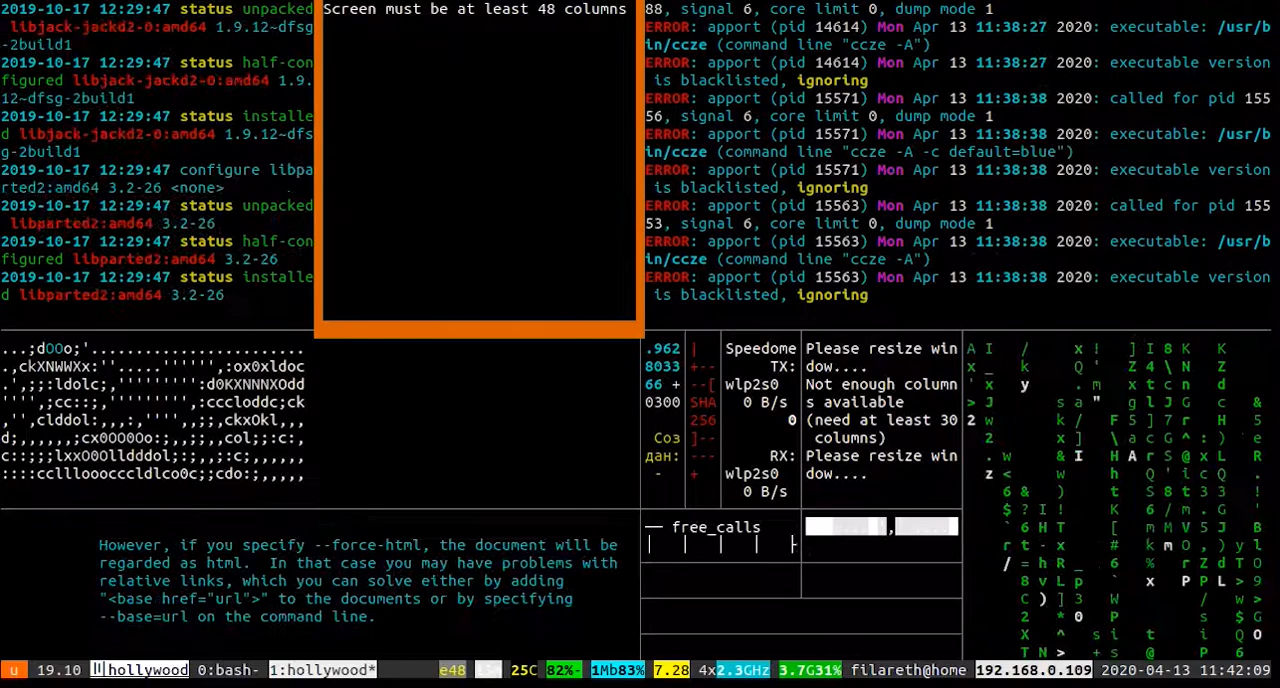 2019-10-17 12:29:47 status unpacked
libjack-jackd2-0:amd64 1.9.12~dfsg
-2build1
2019-10-17 12:29:47 status half-con
figured libjack-jackd2-0:amd64 1.9.
12~dfsg-2build1
2019-10-17 12:29:47 status installe
d libjack-jackd2-0:amd64 1.9.12~dfs
g-2build1
2019-10-17 12:29:47 configure libpa
rted2:amd64 3.2-26 <none>
2019-10-17 12:29:47 status unpacked
libparted2:amd64 3.2-26
2019-10-17 12:29:47 status half-con
figured libparted2:amd64 3.2-26
2019-10-17 12:29:47 status installe
d libparted2:amd64 3.2-26
Screen must be at least 48 columns
88, signal 6, core limit 0, dump mode 1
ERROR: apport (pid 14614) Mon Apr 13 11:38:27 2020: executable: /usr/b
in/ccze (command line "ccze -A")
ERROR: apport (pid 14614) Mon Apr 13 11:38:27 2020: executable version
is blacklisted, ignoring
ERROR: apport (pid 15571) Mon Apr 13 11:38:38 2020: called for pid 155
56, signal 6, core limit 0, dump mode 1
ERROR: apport (pid 15571) Mon Apr 13 11:38:38 2020: executable: /usr/b
in/ccze (command line "ccze -A -c default=blue")
ERROR: apport (pid 15571) Mon Apr 13 11:38:38 2020: executable version
is blacklisted, ignoring
ERROR: apport (pid 15563) Mon Apr 13 11:38:38 2020: called for pid 155
53, signal 6, core limit 0, dump mode 1
ERROR: apport (pid 15563) Mon Apr 13 11:38:38 2020: executable: /usr/b
in/ccze (command line "ccze -A")
ERROR: apport (pid 15563) Mon Apr 13 11:38:38 2020: executable version
is blacklisted, ignoring
.962
8033
66 +
0300
Соз
дан:
-
|
+--
--[
SHA
256
]--
---
+
Speedome
TX:
wlp2s0
0 B/s
0
RX:
wlp2s0
0 B/s
Please resize win
dow....
Not enough column
s available
(need at least 30
columns)
Please resize win
dow....
However, if you specify --force-html, the document will be
regarded as html.  In that case you may have problems with
relative links, which you can solve either by adding
"<base href="url">" to the documents or by specifying
--base=url on the command line.
free_calls
u 19.10 hollywood 0:bash- 1:hollywood* e48 25C 82%- 1Mb83% 7.28 4x2.3GHz 3.7G31% filareth@home 192.168.0.109 2020-04-13 11:42:09